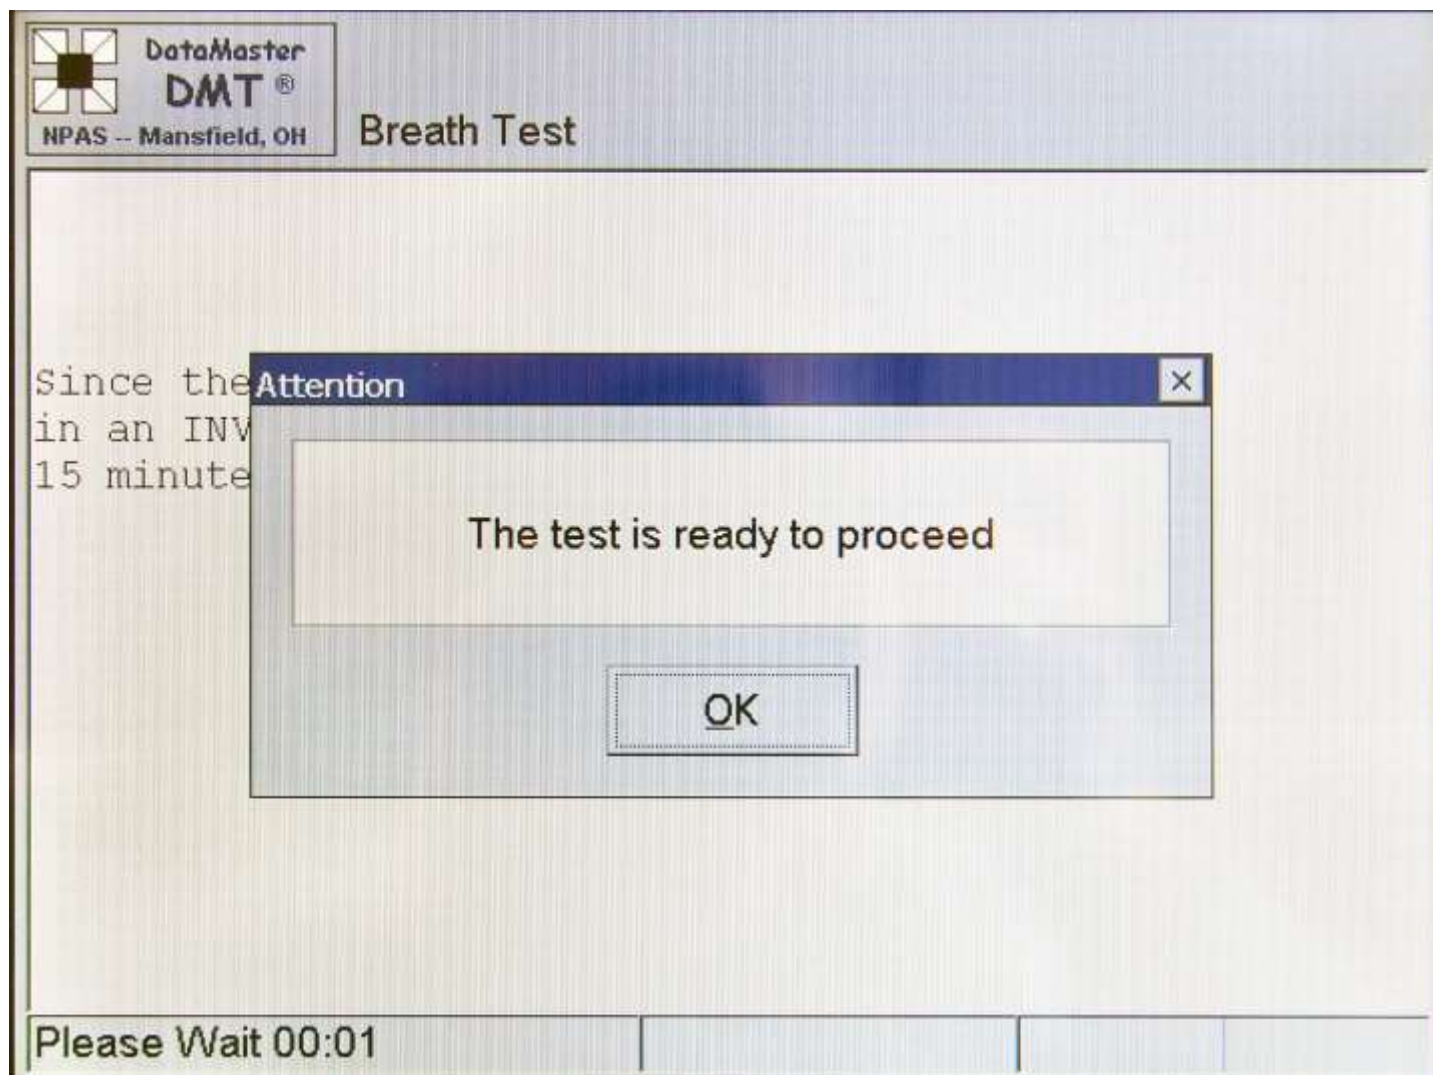 DataMaster
DMT ®
NPAS -- Mansfield, OH
Breath Test
Since the
in an INV
15 minute
Attention
The test is ready to proceed
OK
Please Wait 00:01